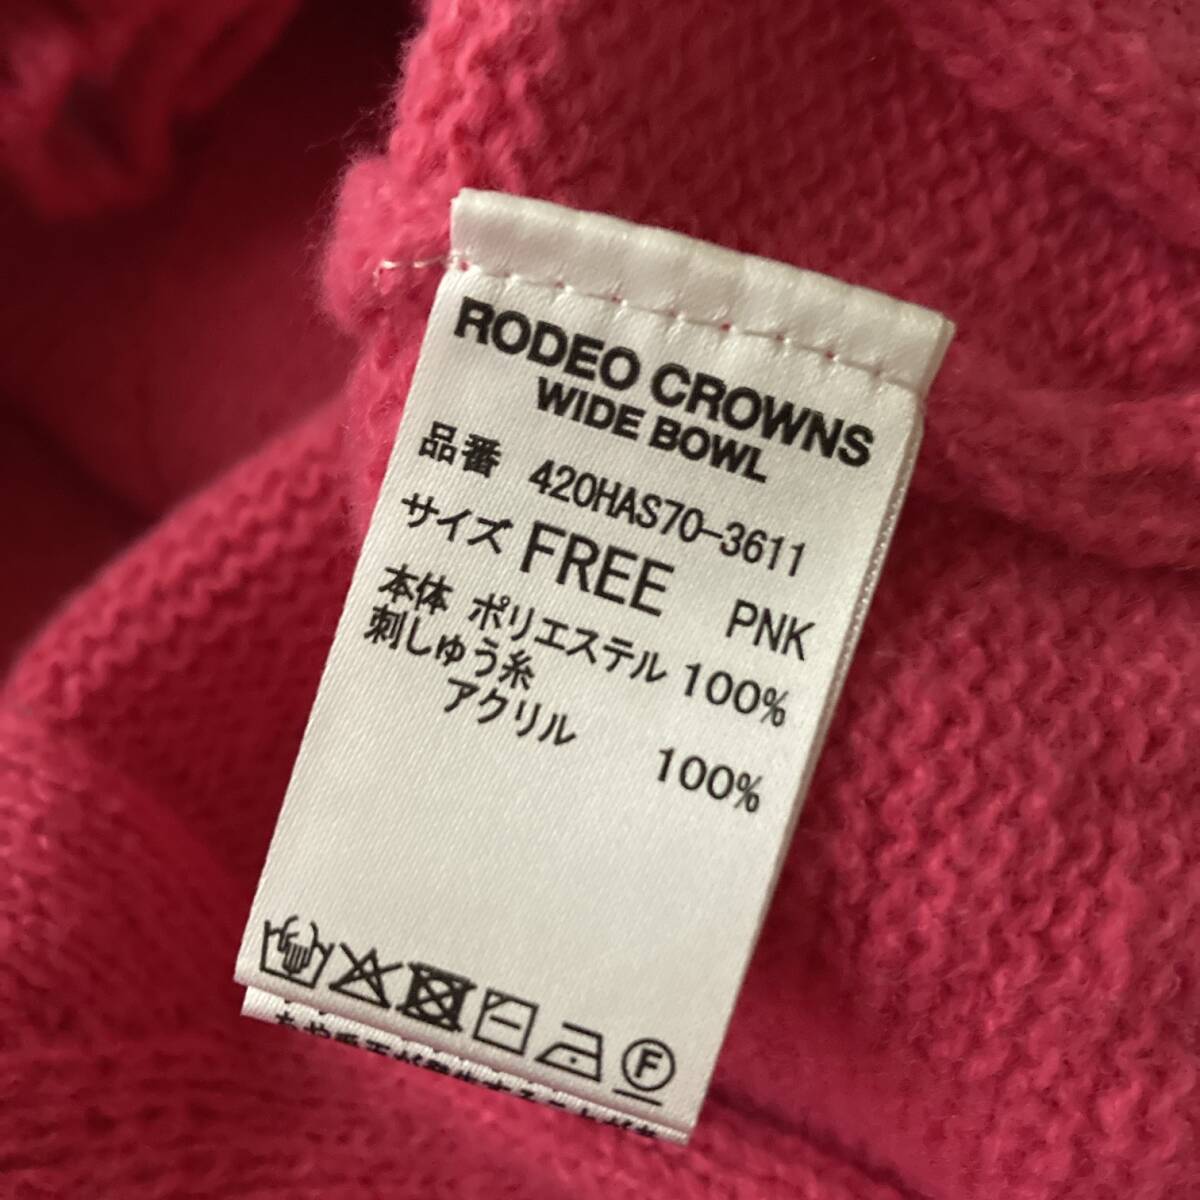 RODEO CROWNS
WIDE BOWL
品番 420HAS70-3611
サイズ FREE PNK
本体 ポリエステル 100%
刺しゅう糸
アクリル 100%
F